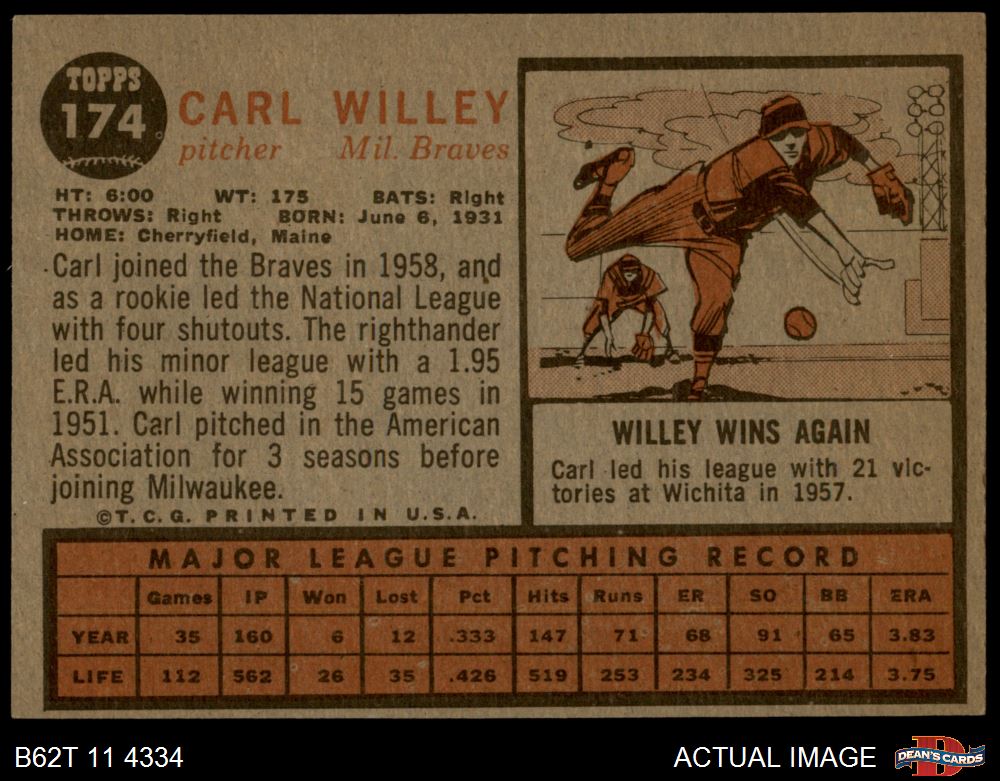 TOPPS
174
CARL WILLEY
pitcher Mil. Braves
HT: 6:00 WT: 175 BATS: Right
THROWS: Right BORN: June 6, 1931
HOME: Cherryfield, Maine
Carl joined the Braves in 1958, and
as a rookie led the National League
with four shutouts. The righthander
led his minor league with a 1.95
E.R.A. while winning 15 games in
1951. Carl pitched in the American
Association for 3 seasons before
joining Milwaukee.
©T.C.G. PRINTED IN U.S.A.
WILLEY WINS AGAIN
Carl led his league with 21 vic-
tories at Wichita in 1957.
MAJOR LEAGUE PITCHING RECORD
Games IP Won Lost Pct Hits Runs ER SO BB ERA
YEAR 35 160 6 12 .333 147 71 68 91 65 3.83
LIFE 112 562 26 35 .426 519 253 234 325 214 3.75
B62T 11 4334 ACTUAL IMAGE
D
DEAN'S CARDS